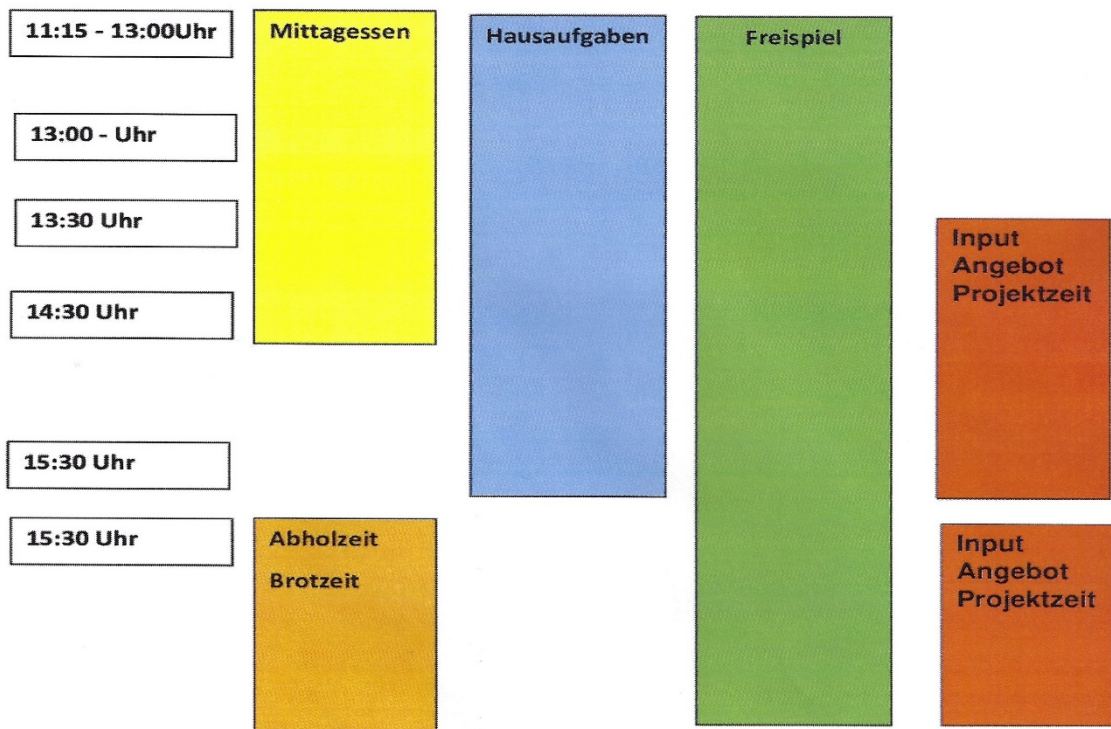 11:15 - 13:00Uhr
Mittagessen
Hausaufgaben
Freispiel
13:00 - Uhr
13:30 Uhr
Input
Angebot
Projektzeit
14:30 Uhr
15:30 Uhr
15:30 Uhr
Abholzeit
Brotzeit
Input
Angebot
Projektzeit